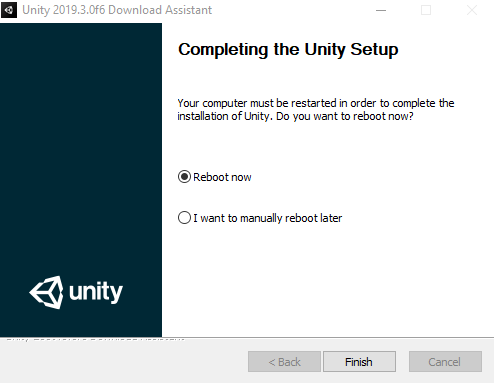 Unity 2019.3.0f6 Download Assistant
Completing the Unity Setup
Your computer must be restarted in order to complete the
installation of Unity. Do you want to reboot now?
Reboot now
I want to manually reboot later
unity
< Back
Finish
Cancel